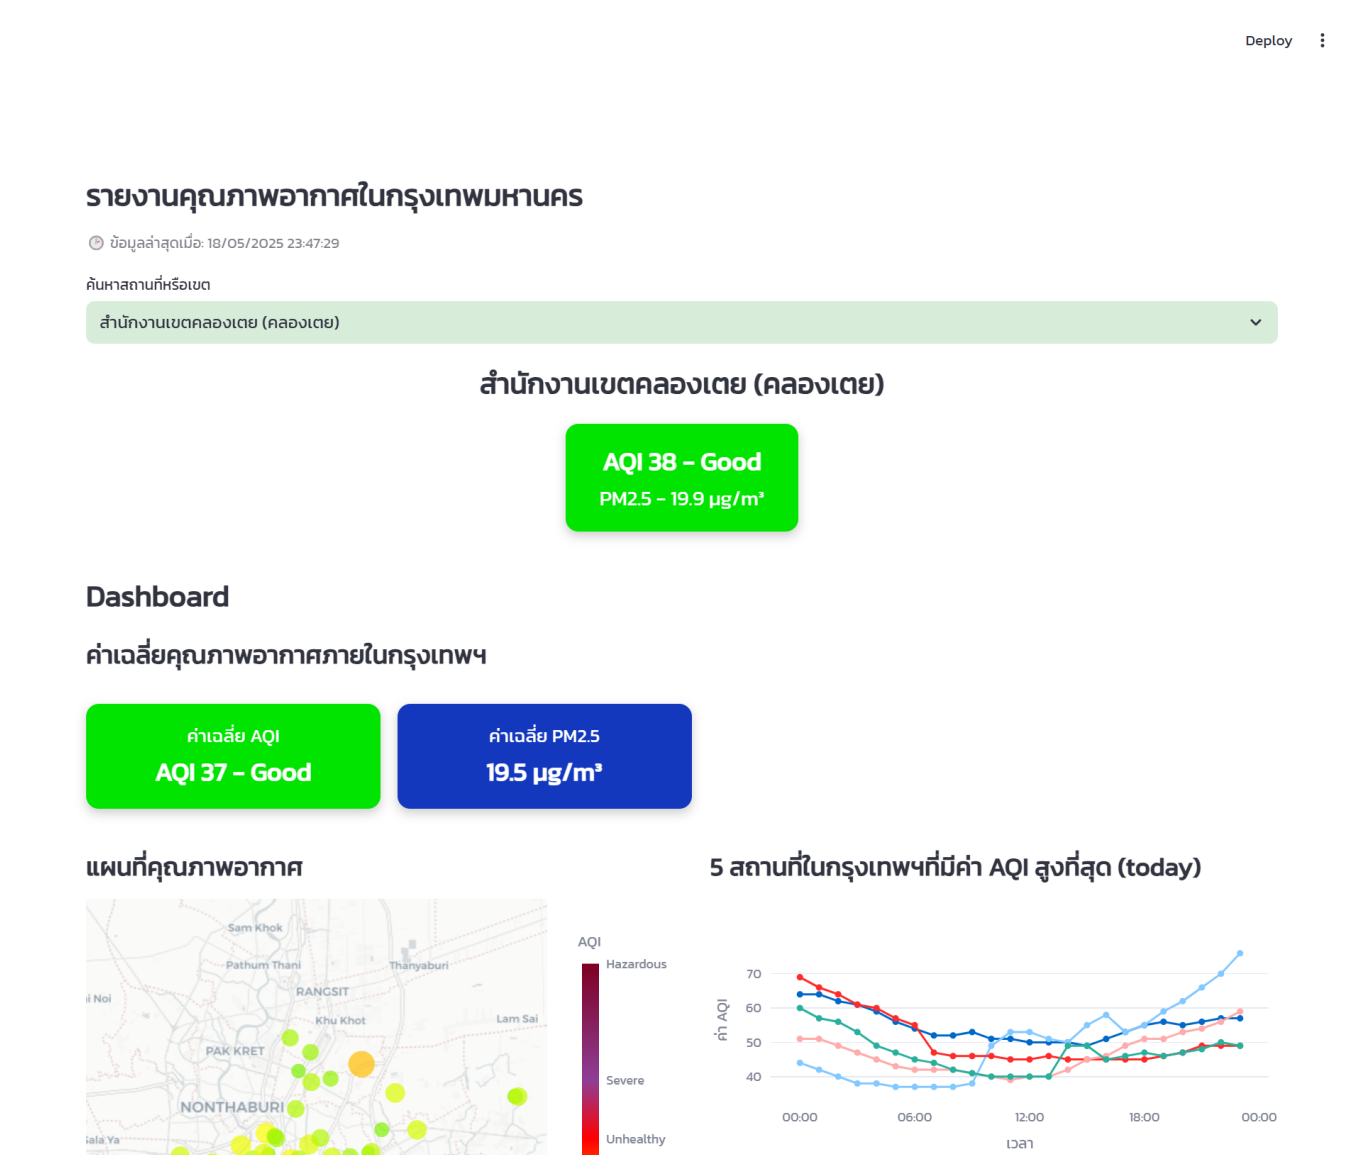 Deploy
รายงานคุณภาพอากาศในกรุงเทพมหานคร
ข้อมูลล่าสุดเมื่อ: 18/05/2025 23:47:29
ค้นหาสถานที่หรือเขต
สำนักงานเขตคลองเตย (คลองเตย)
สำนักงานเขตคลองเตย (คลองเตย)
AQI 38 - Good
PM2.5 - 19.9 µg/m³
Dashboard
ค่าเฉลี่ยคุณภาพอากาศภายในกรุงเทพฯ
ค่าเฉลี่ย AQI
AQI 37 - Good
ค่าเฉลี่ย PM2.5
19.5 µg/m³
แผนที่คุณภาพอากาศ
Sam Khok
Pathum Thani
Thanyaburi
RANGSIT
i Noi
Khu Khot
Lam Sai
PAK KRET
NONTHABURI
Sala Ya
AQI
Hazardous
Severe
Unhealthy
5 สถานที่ในกรุงเทพฯที่มีค่า AQI สูงที่สุด (today)
ค่า AQI
70
60
50
40
00:00
06:00
12:00
18:00
00:00
เวลา